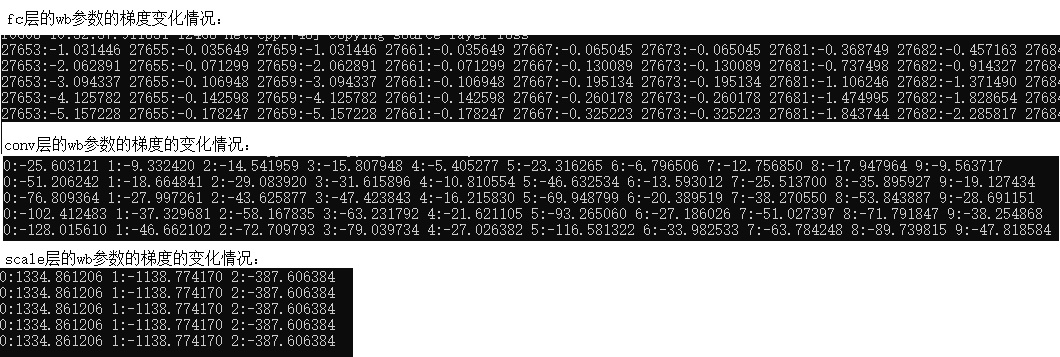 fc层的wb参数的梯度变化情况:
net.cpp:748] Copying source layer loss
27653:-1.031446 27655:-0.035649 27659:-1.031446 27661:-0.035649 27667:-0.065045 27673:-0.065045 27681:-0.368749 27682:-0.457163 2768
27653:-2.062891 27655:-0.071299 27659:-2.062891 27661:-0.071299 27667:-0.130089 27673:-0.130089 27681:-0.737498 27682:-0.914327 2768
27653:-3.094337 27655:-0.106948 27659:-3.094337 27661:-0.106948 27667:-0.195134 27673:-0.195134 27681:-1.106246 27682:-1.371490 2768
27653:-4.125782 27655:-0.142598 27659:-4.125782 27661:-0.142598 27667:-0.260178 27673:-0.260178 27681:-1.474995 27682:-1.828654 2768
27653:-5.157228 27655:-0.178247 27659:-5.157228 27661:-0.178247 27667:-0.325223 27673:-0.325223 27681:-1.843744 27682:-2.285817 2768
conv层的wb参数的梯度的变化情况:
0:-25.603121 1:-9.332420 2:-14.541959 3:-15.807948 4:-5.405277 5:-23.316265 6:-6.796506 7:-12.756850 8:-17.947964 9:-9.563717
0:-51.206242 1:-18.664841 2:-29.083920 3:-31.615896 4:-10.810554 5:-46.632534 6:-13.593012 7:-25.513700 8:-35.895927 9:-19.127434
0:-76.809364 1:-27.997261 2:-43.625877 3:-47.423843 4:-16.215830 5:-69.948799 6:-20.389519 7:-38.270550 8:-53.843887 9:-28.691151
0:-102.412483 1:-37.329681 2:-58.167835 3:-63.231792 4:-21.621105 5:-93.265060 6:-27.186026 7:-51.027397 8:-71.791847 9:-38.254868
0:-128.015610 1:-46.662102 2:-72.709793 3:-79.039734 4:-27.026382 5:-116.581322 6:-33.982533 7:-63.784248 8:-89.739815 9:-47.818584
scale层的wb参数的梯度的变化情况:
0:1334.861206 1:-1138.774170 2:-387.606384
0:1334.861206 1:-1138.774170 2:-387.606384
0:1334.861206 1:-1138.774170 2:-387.606384
0:1334.861206 1:-1138.774170 2:-387.606384
0:1334.861206 1:-1138.774170 2:-387.606384